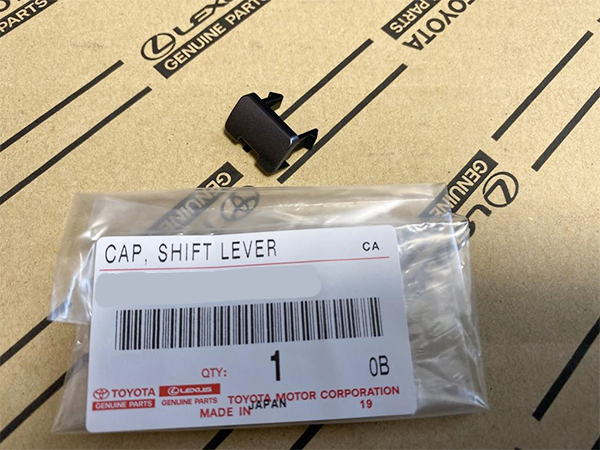 PARTS
LEXUS
GENUINE PARTS
TOYOTA
GENUINE
LEXUS
GENUINE
CAP, SHIFT LEVER CA
QTY: 1 0B
TOYOTA LEXUS
GENUINE PARTS GENUINE PARTS
TOYOTA MOTOR CORPORATION
MADE IN JAPAN 19